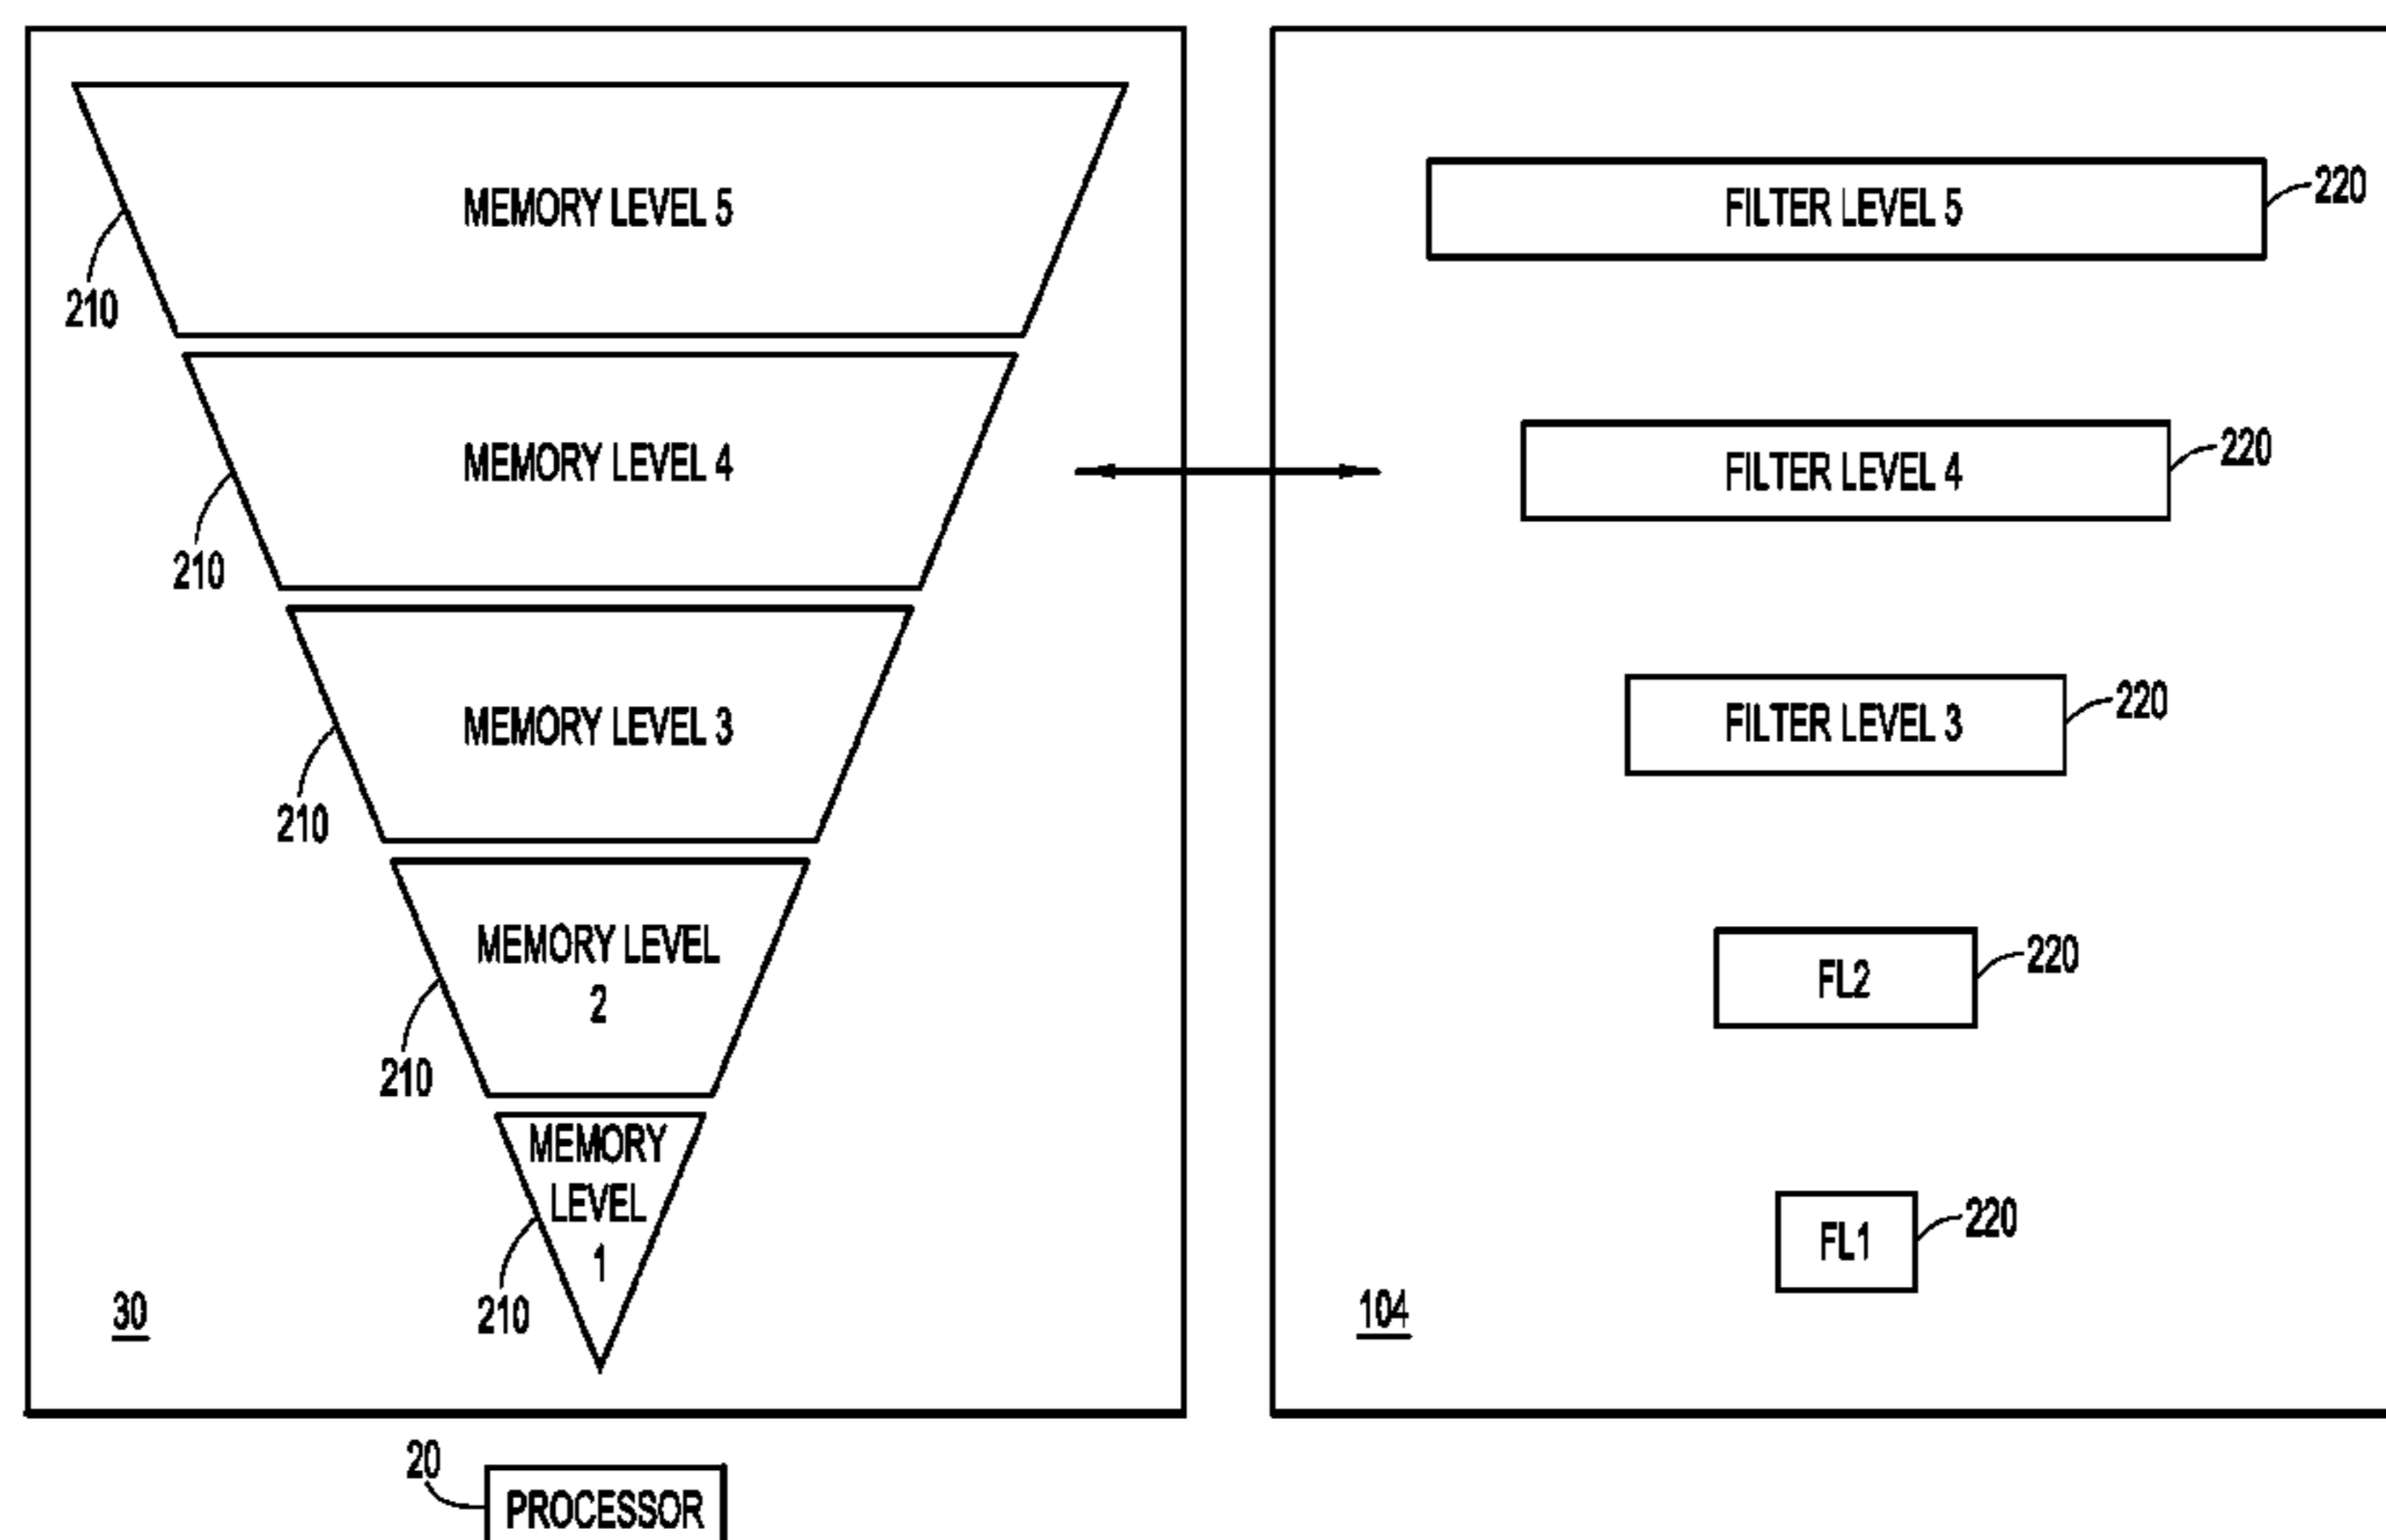 MEMORY LEVEL 5
210
MEMORY LEVEL 4
210
MEMORY LEVEL 3
210
MEMORY LEVEL
2
210
MEMORY
LEVEL
1
210
30
20
PROCESSOR
FILTER LEVEL 5
220
FILTER LEVEL 4
220
FILTER LEVEL 3
220
FL2
220
FL1
220
104